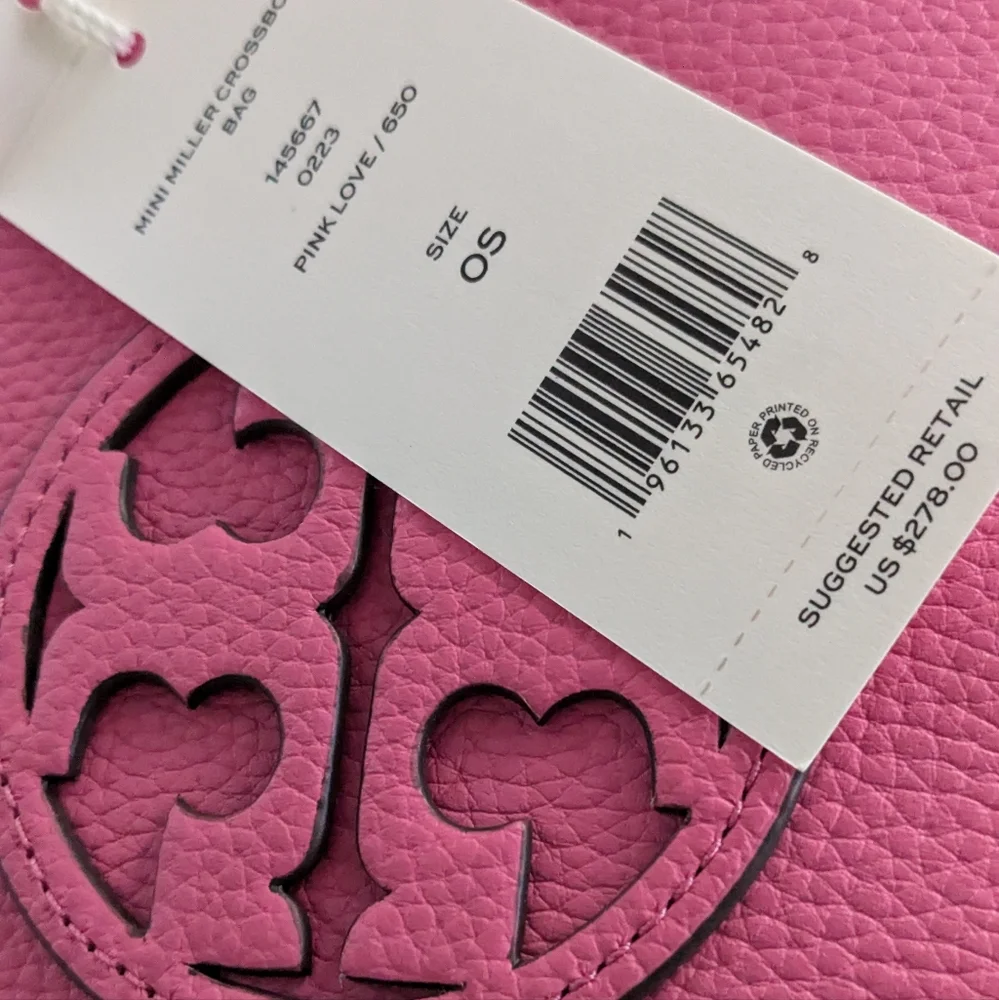 MINI MILLER CROSSBO
BAG
145667
0223
PINK LOVE / 650
SIZE
OS
1 96133 65482 8
PRINTED ON RECYCLED PAPER
SUGGESTED RETAIL
US $278.00